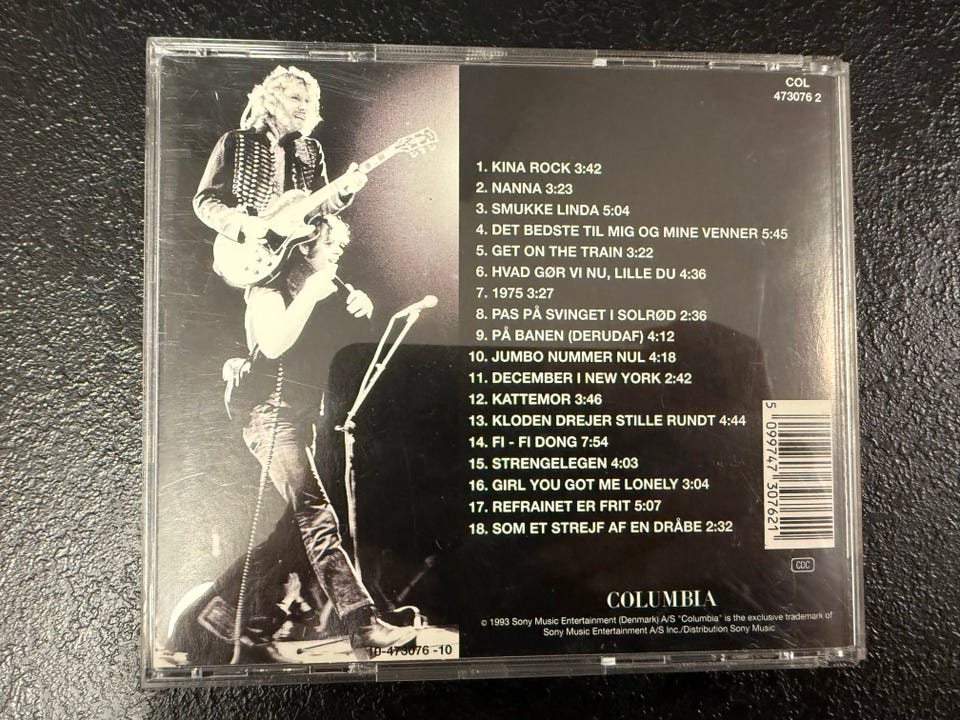 COL
473076 2
1. KINA ROCK 3:42
2. NANNA 3:23
3. SMUKKE LINDA 5:04
4. DET BEDSTE TIL MIG OG MINE VENNER 5:45
5. GET ON THE TRAIN 3:22
6. HVAD GØR VI NU, LILLE DU 4:36
7. 1975 3:27
8. PAS PÅ SVINGET I SOLRØD 2:36
9. PÅ BANEN (DERUDAF) 4:12
10. JUMBO NUMMER NUL 4:18
11. DECEMBER I NEW YORK 2:42
12. KATTEMOR 3:46
13. KLODEN DREJER STILLE RUNDT 4:44
14. FI - FI DONG 7:54
15. STRENGELEGEN 4:03
16. GIRL YOU GOT ME LONELY 3:04
17. REFRAINET ER FRIT 5:07
18. SOM ET STREJF AF EN DRÅBE 2:32
5 099747 307621
CDC
COLUMBIA
© 1993 Sony Music Entertainment (Denmark) A/S "Columbia" is the exclusive trademark of
Sony Music Entertainment A/S Inc./Distribution Sony Music
10-473076-10